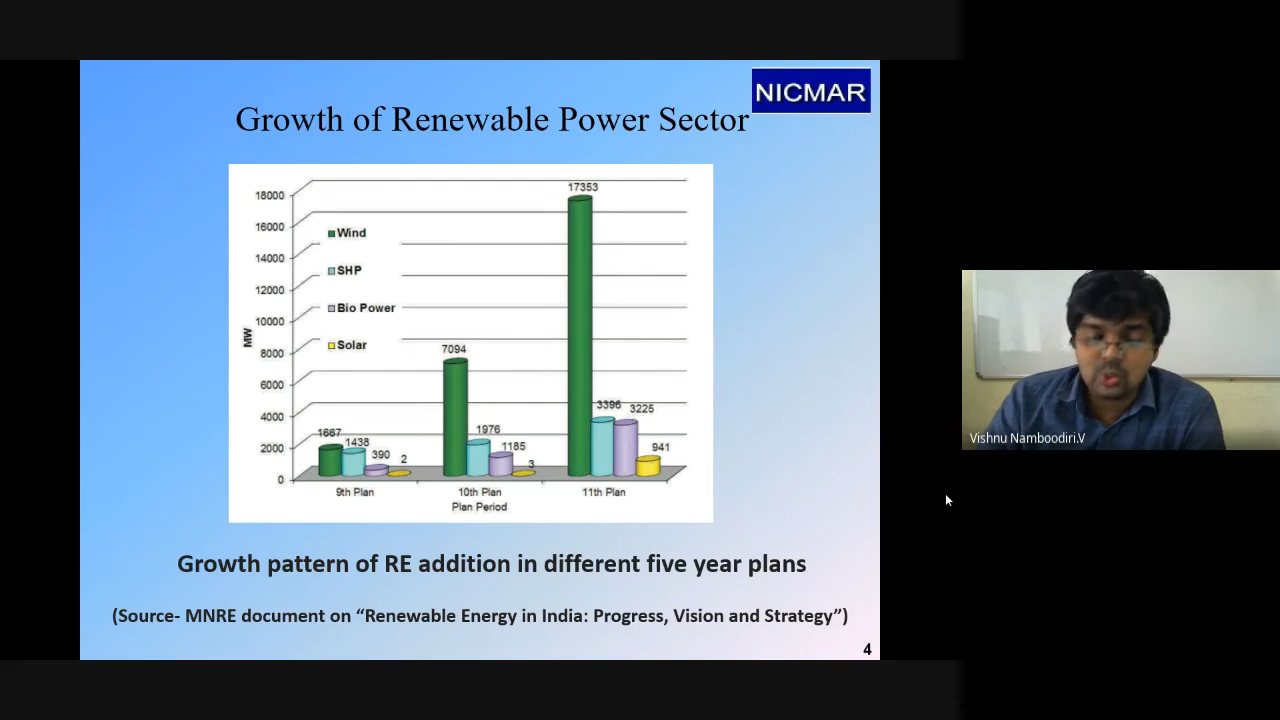 NICMAR
Growth of Renewable Power Sector
17353
18000
16000
Wind
14000
SHP
12000
Bio Power
10000
MW
Solar
8000
7094
6000
4000
1667
1438
390
2
1976
1185
3
3396
3225
941
2000
0
9th Plan
10th Plan
11th Plan
Plan Period
Vishnu Namboodiri.V
Growth pattern of RE addition in different five year plans
(Source- MNRE document on “Renewable Energy in India: Progress, Vision and Strategy”)
4